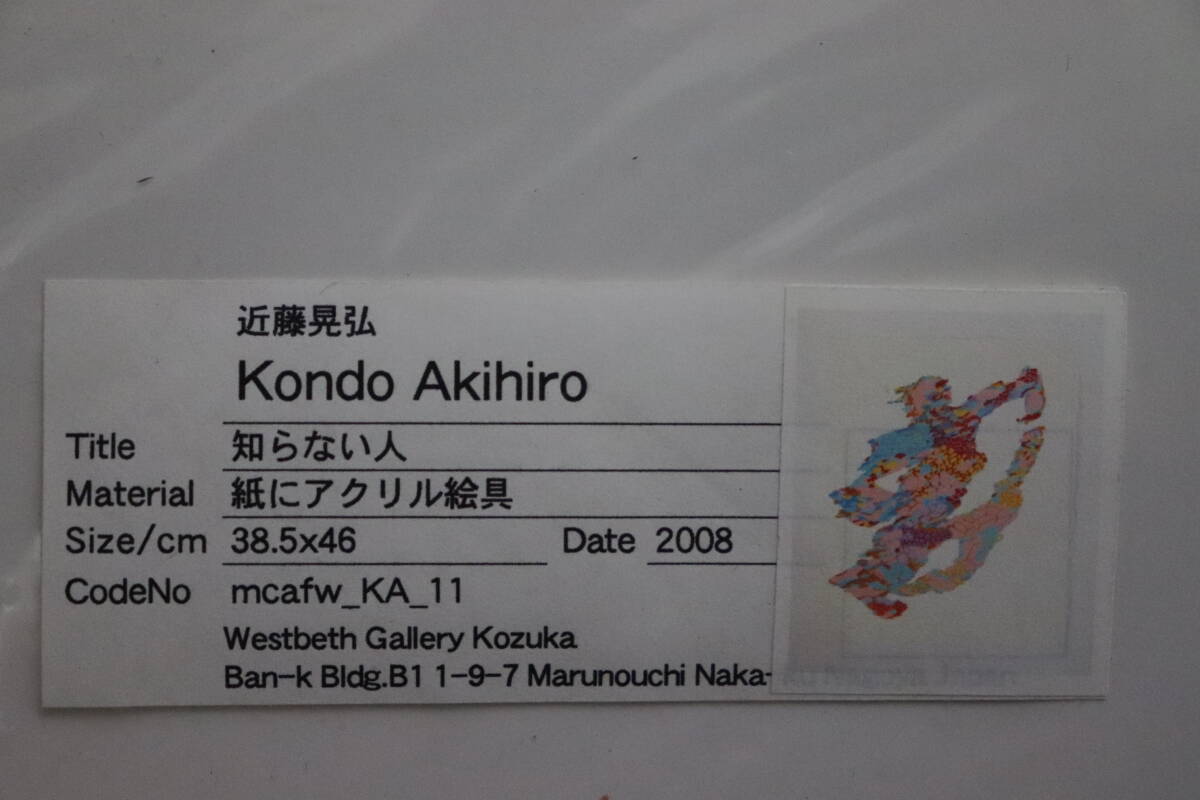 近藤晃弘
Kondo Akihiro
Title 知らない人
Material 紙にアクリル絵具
Size/cm 38.5x46 Date 2008
CodeNo mcafw_KA_11
Westbeth Gallery Kozuka
Ban-k Bldg.B1 1-9-7 Marunouchi Naka-